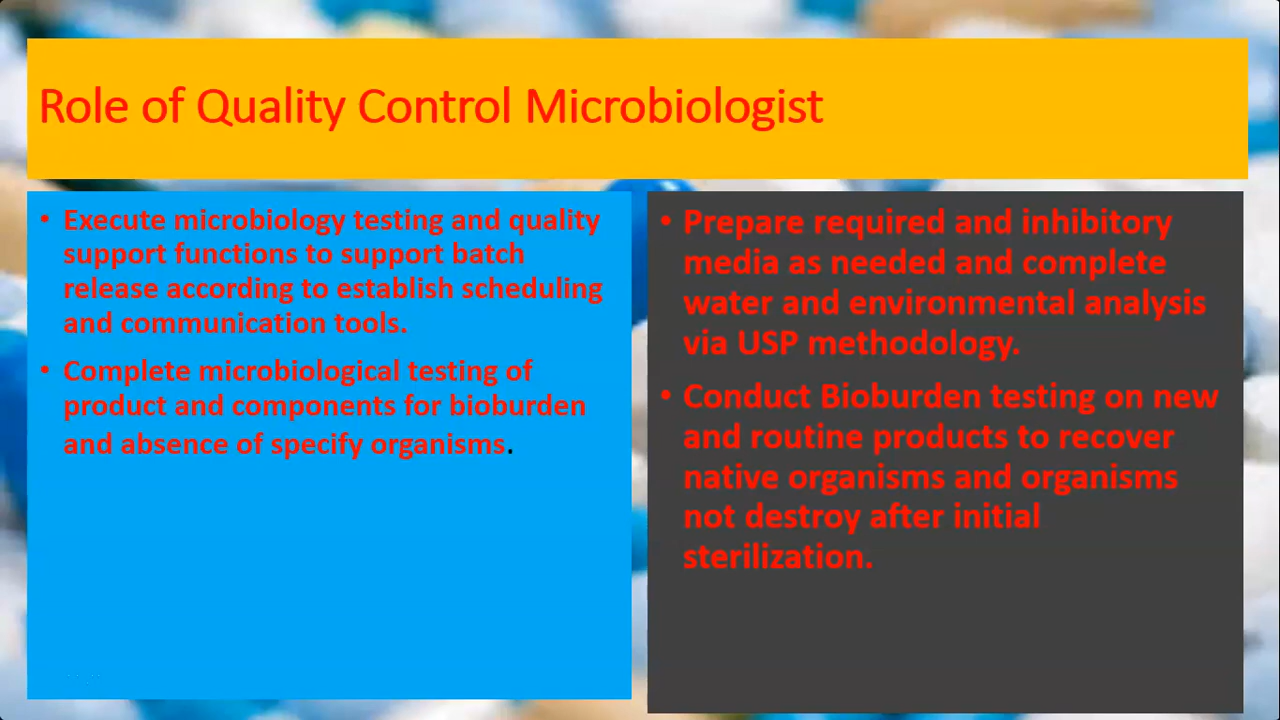 Role of Quality Control Microbiologist
• Execute microbiology testing and quality
support functions to support batch
release according to establish scheduling
and communication tools.
• Complete microbiological testing of
product and components for bioburden
and absence of specify organisms.
• Prepare required and inhibitory
media as needed and complete
water and environmental analysis
via USP methodology.
• Conduct Bioburden testing on new
and routine products to recover
native organisms and organisms
not destroy after initial
sterilization.